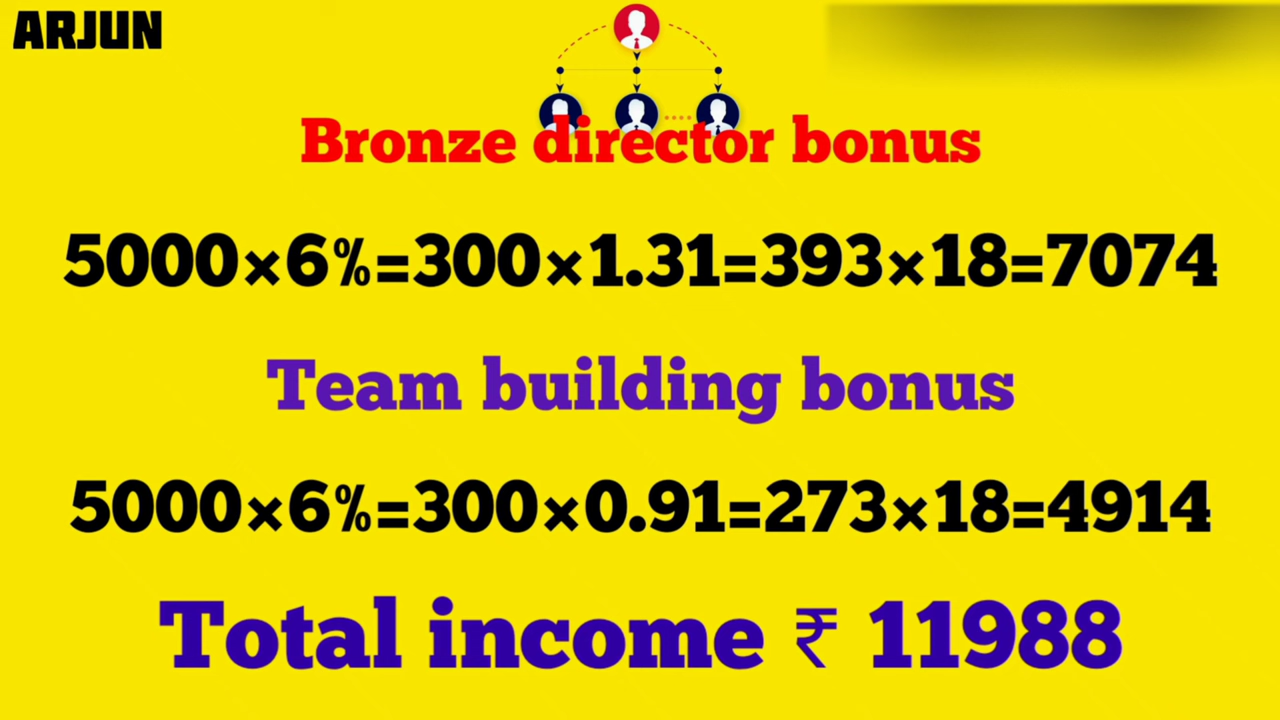 ARJUN
Bronze director bonus
5000×6%=300×1.31=393×18=7074
Team building bonus
5000×6%=300×0.91=273×18=4914
Total income ₹ 11988